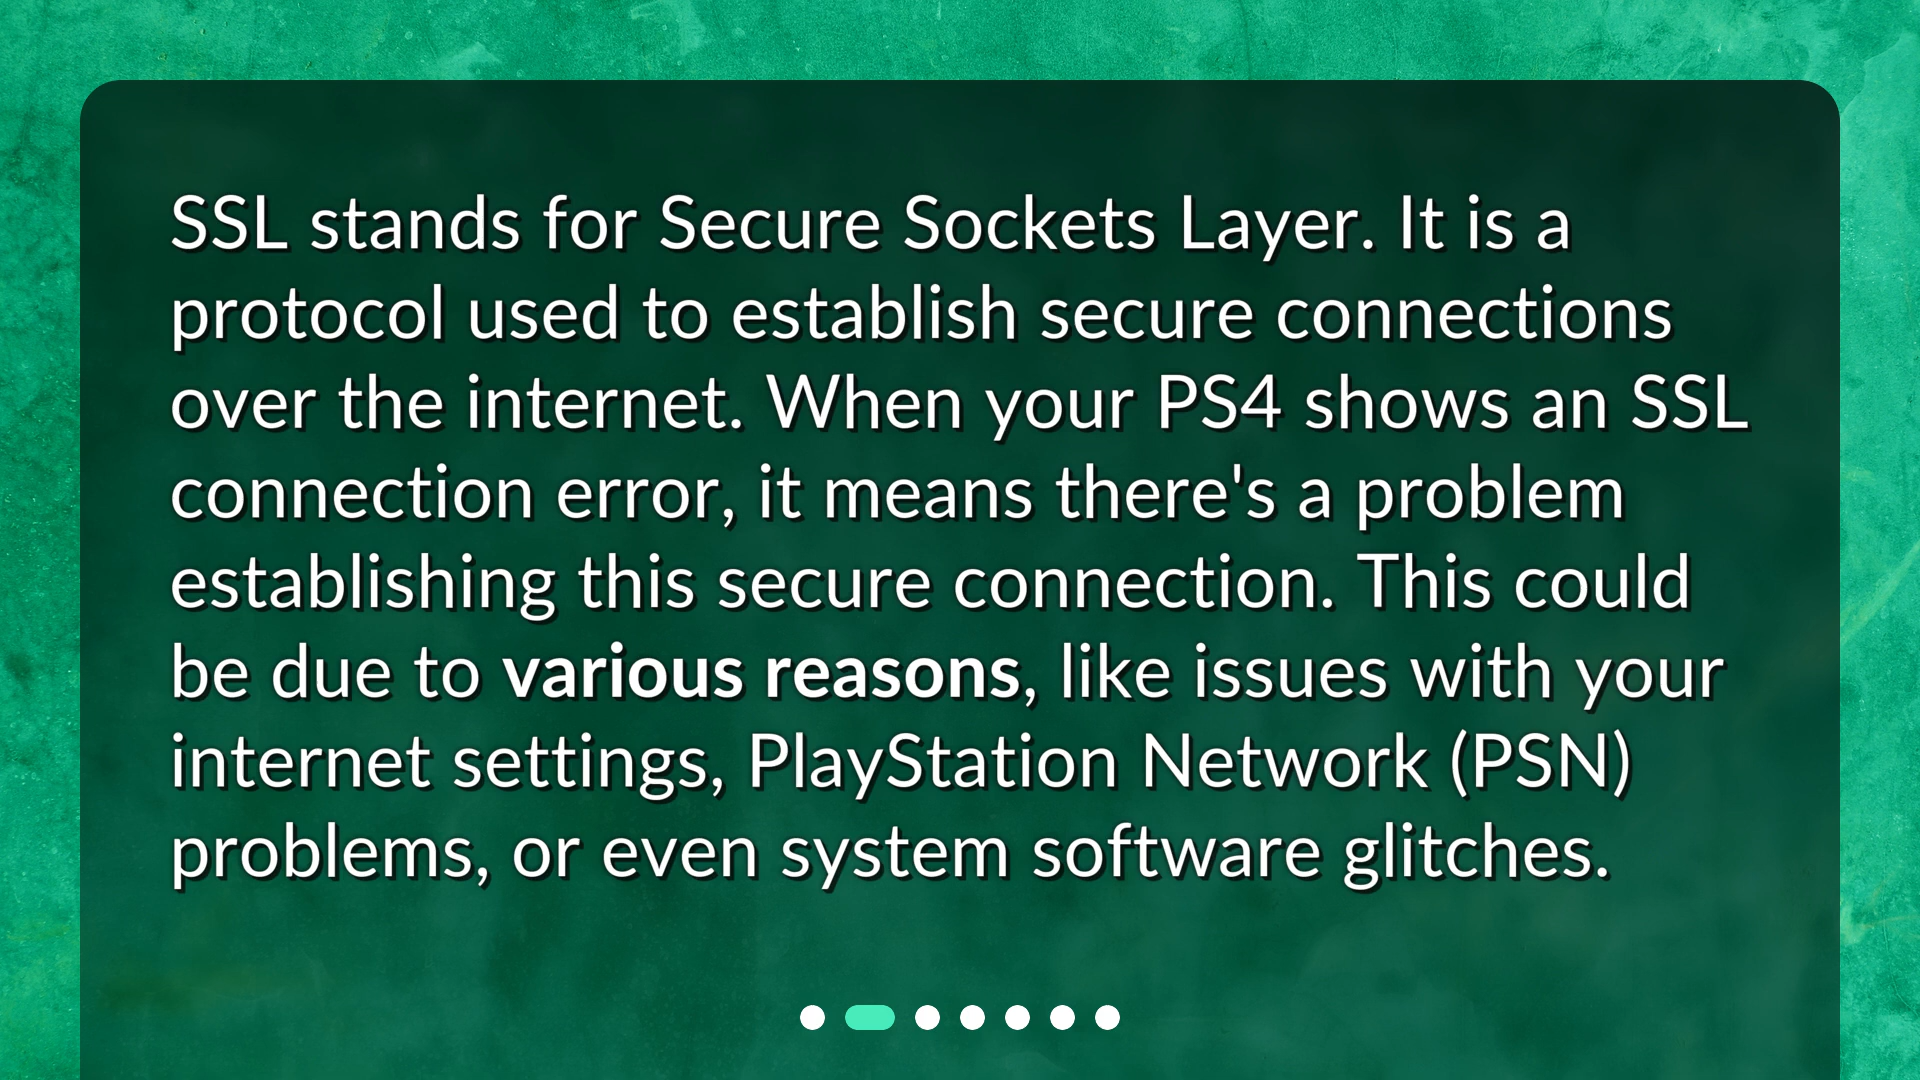 SSL stands for Secure Sockets Layer. It is a
protocol used to establish secure connections
over the internet. When your PS4 shows an SSL
connection error, it means there's a problem
establishing this secure connection. This could
be due to various reasons, like issues with your
internet settings, PlayStation Network (PSN)
problems, or even system software glitches.